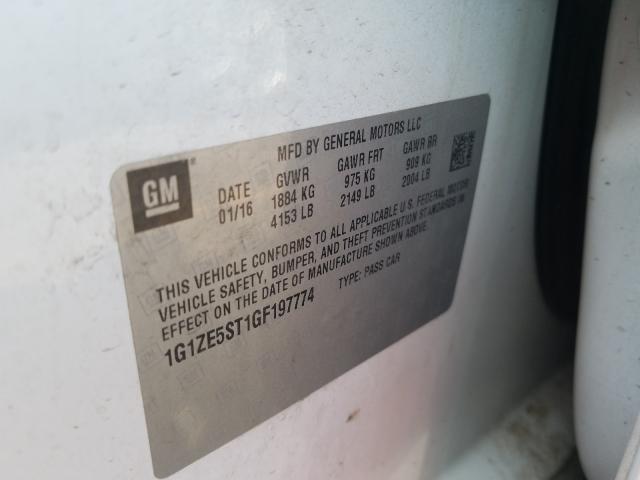 MFD BY GENERAL MOTORS LLC
GM
DATE GVWR GAWR FRT GAWR RR
01/16 1884 KG 975 KG 909 KG
4153 LB 2149 LB 2004 LB
THIS VEHICLE CONFORMS TO ALL APPLICABLE U.S. FEDERAL MOTOR
VEHICLE SAFETY, BUMPER, AND THEFT PREVENTION STANDARDS IN
EFFECT ON THE DATE OF MANUFACTURE SHOWN ABOVE.
1G1ZE5ST1GF197774 TYPE: PASS CAR